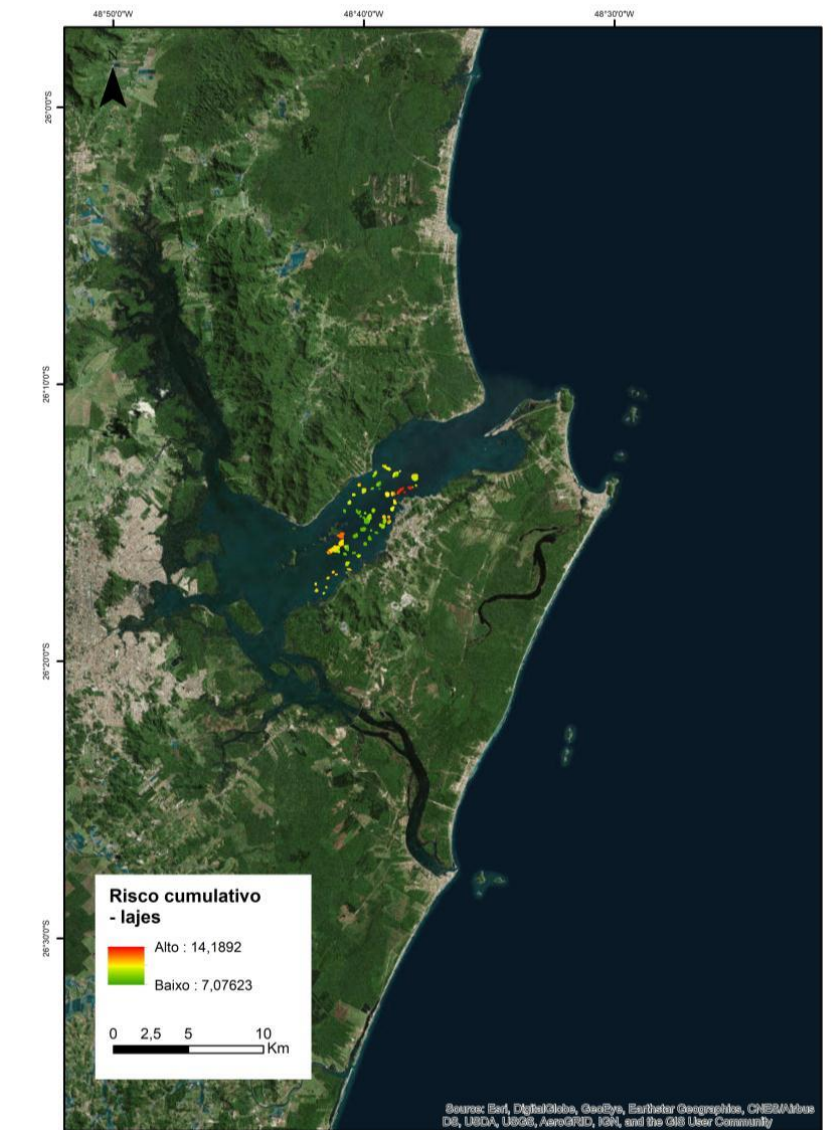 48°50'0"W
48°40'0"W
48°30'0"W
N
26°0'0"S
26°10'0"S
26°20'0"S
26°30'0"S
Risco cumulativo
- lajes
Alto : 14,1892
Baixo : 7,07623
0 2,5 5 10
Km
Source: Esri, DigitalGlobe, GeoEye, Earthstar Geographics, CNES/Airbus
DS, USDA, USGS, AeroGRID, IGN, and the GIS User Community